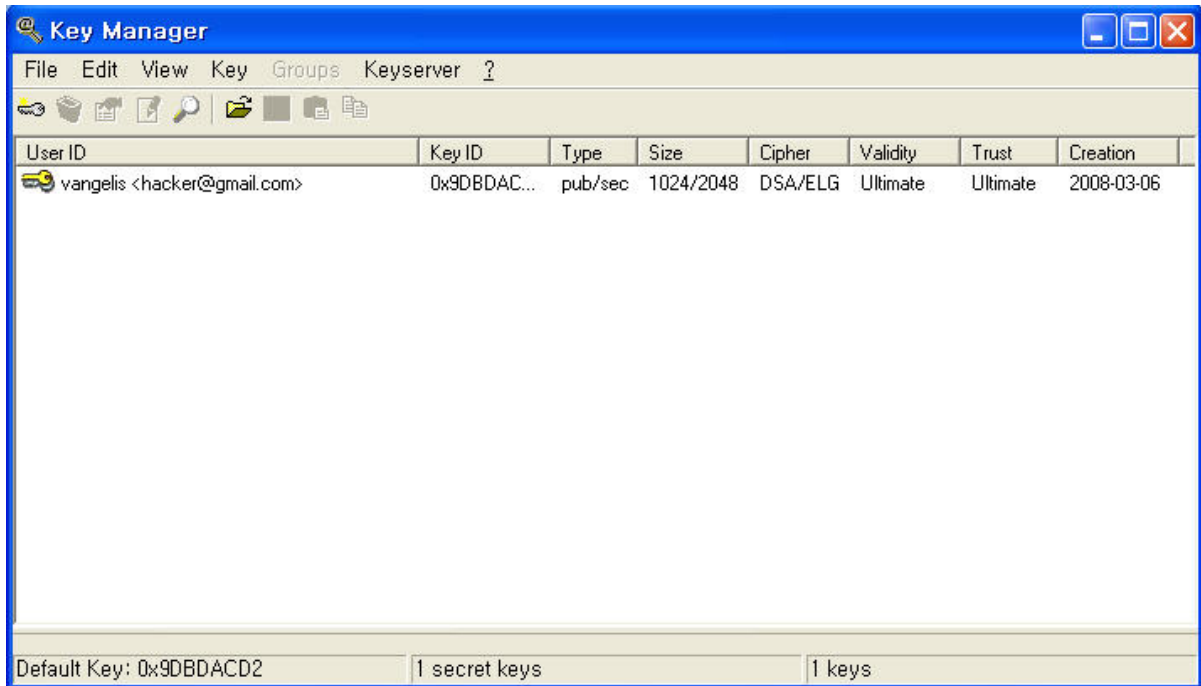 Key Manager
File Edit View Key Groups Keyserver ?
User ID Key ID Type Size Cipher Validity Trust Creation
vangelis <hacker@gmail.com> 0x9DBDAC... pub/sec 1024/2048 DSA/ELG Ultimate Ultimate 2008-03-06
Default Key: 0x9DBDACD2 1 secret keys 1 keys